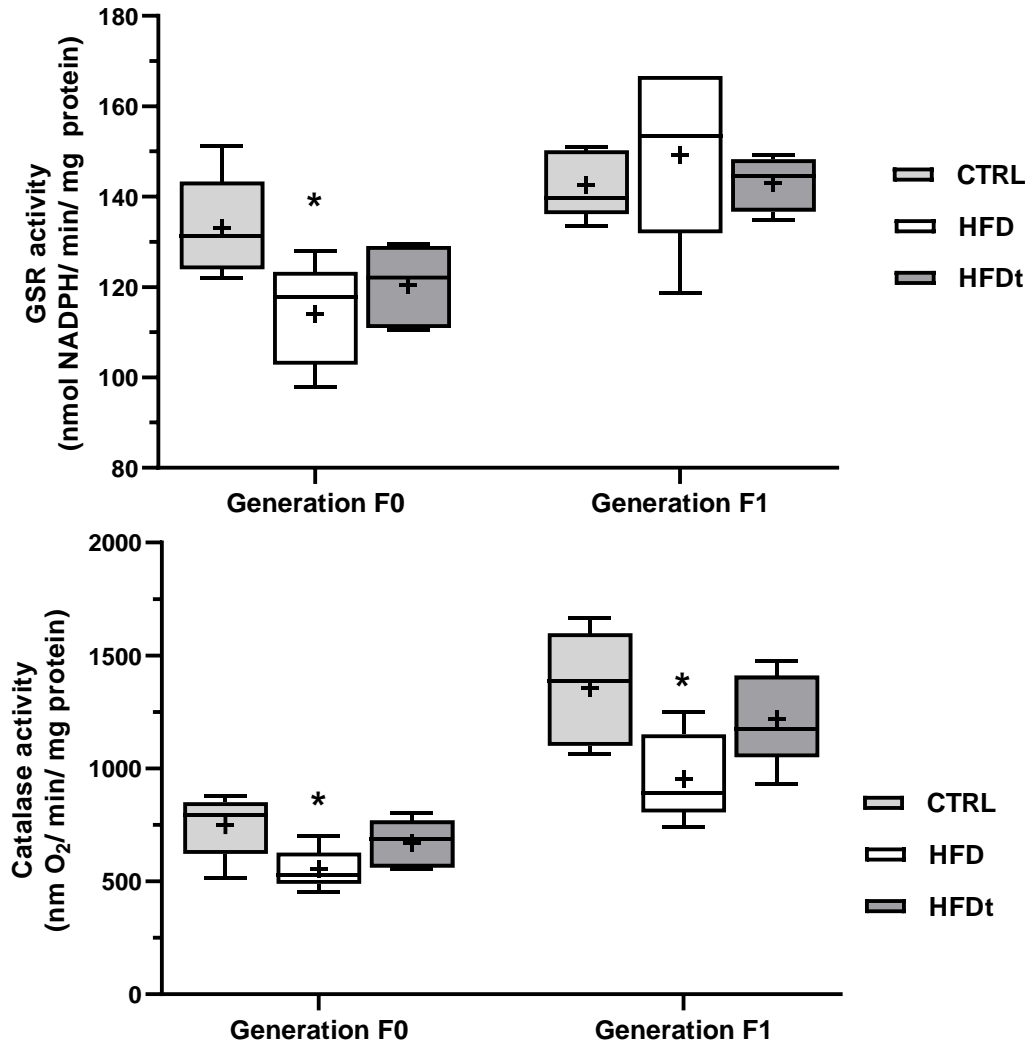 180
160
140
120
100
80
GSR activity
(nmol NADPH/ min/ mg protein)
*
Generation F0
Generation F1
CTRL
HFD
HFDt
2000
1500
1000
500
0
Catalase activity
(nm O₂/ min/ mg protein)
*
*
Generation F0
Generation F1
CTRL
HFD
HFDt